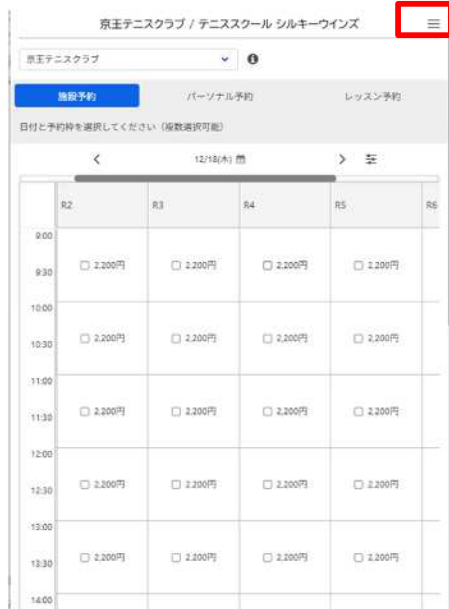 京王テニスクラブ / テニススクール シルキーウインズ
京王テニスクラブ
施設予約 パーソナル予約 レッスン予約
日付と予約枠を選択してください（複数選択可能）
12/18(木)
R2 R3 R4 R5 R6
9:00
9:30 2,200円 2,200円 2,200円 2,200円
10:00
10:30 2,200円 2,200円 2,200円 2,200円
11:00
11:30 2,200円 2,200円 2,200円 2,200円
12:00
12:30 2,200円 2,200円 2,200円 2,200円
13:00
13:30 2,200円 2,200円 2,200円 2,200円
14:00